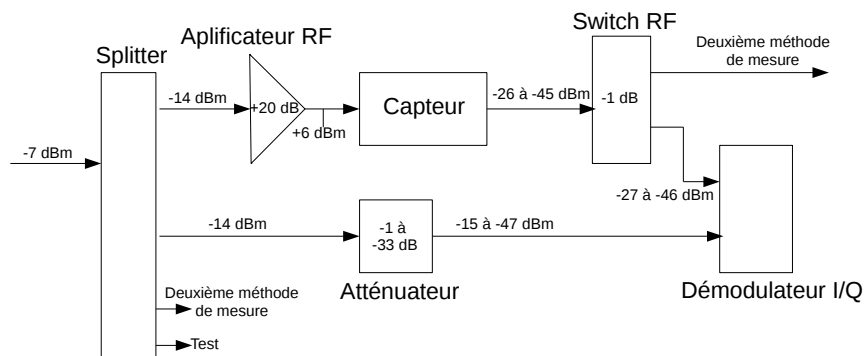 Switch RF
Aplificateur RF
Deuxième méthode
de mesure
Splitter
-14 dBm
+20 dB
+6 dBm
Capteur
-26 à -45 dBm
-1 dB
-7 dBm
-27 à -46 dBm
-14 dBm
-1 à
-33 dB
-15 à -47 dBm
Atténuateur
Démodulateur I/Q
Deuxième méthode
de mesure
Test